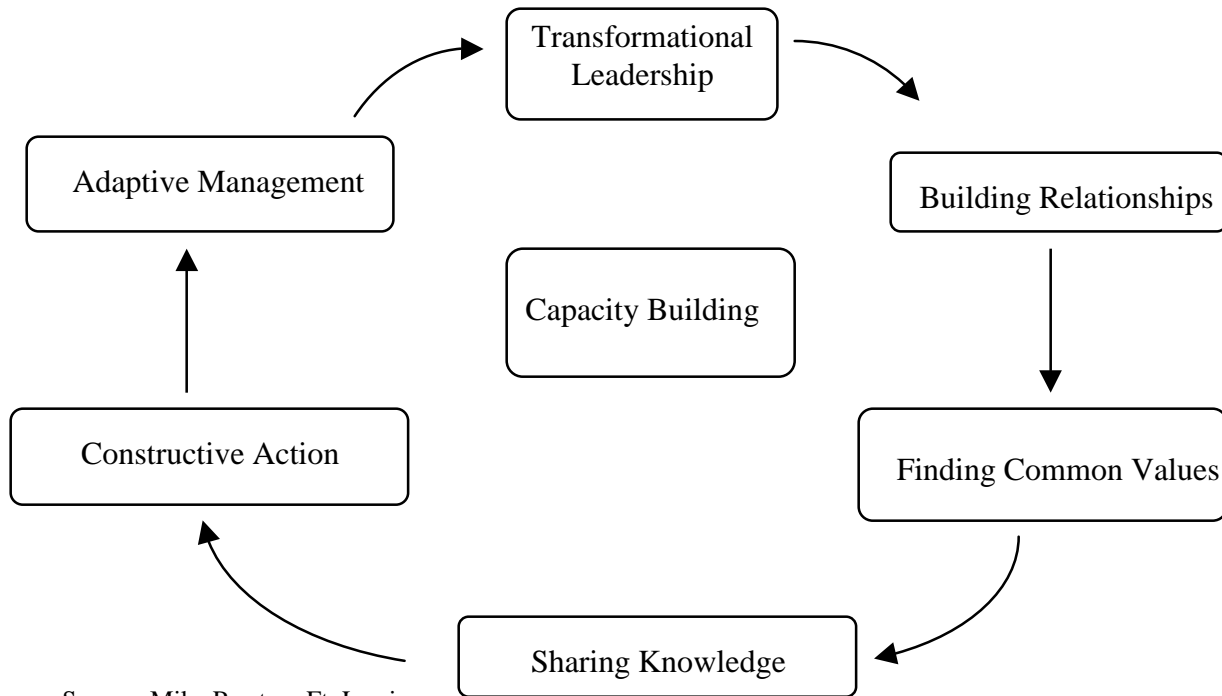 Transformational
Leadership
Adaptive Management
Building Relationships
Capacity Building
Constructive Action
Finding Common Values
Sharing Knowledge